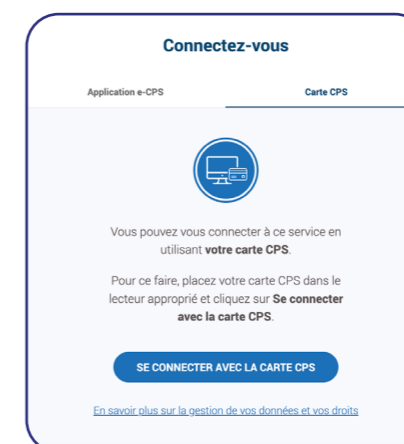 Connectez-vous
Application e-CPS
Carte CPS
Vous pouvez vous connecter à ce service en
utilisant votre carte CPS.
Pour ce faire, placez votre carte CPS dans le
lecteur approprié et cliquez sur Se connecter
avec la carte CPS.
SE CONNECTER AVEC LA CARTE CPS
En savoir plus sur la gestion de vos données et vos droits